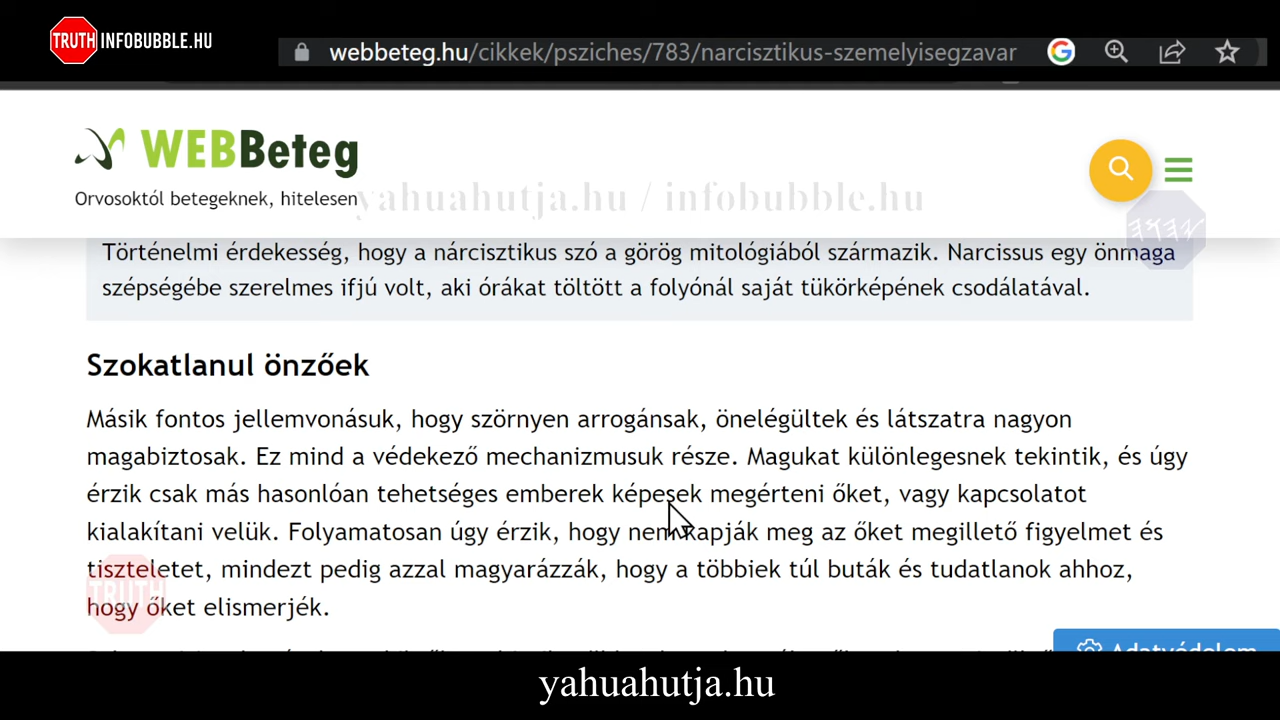 TRUTH INFOBUBBLE.HU
webbeteg.hu/cikkek/psziches/783/narcisztikus-szemelyisegzavar
WEBBeteg
Orvosoktól betegeknek, hitelesen
yahuahutja.hu / infobubble.hu
Történelmi érdekesség, hogy a nárcisztikus szó a görög mitológiából származik. Narcissus egy önmaga
szépségébe szerelmes ifjú volt, aki órákat töltött a folyónál saját tükörképének csodálatával.
Szokatlanul önzőek
Másik fontos jellemvonásuk, hogy szörnyen arrogánsak, önelégültek és látszatra nagyon
magabiztosak. Ez mind a védekező mechanizmusuk része. Magukat különlegesnek tekintik, és úgy
érzik csak más hasonlóan tehetséges emberek képesek megérteni őket, vagy kapcsolatot
kialakítani velük. Folyamatosan úgy érzik, hogy nem kapják meg az őket megillető figyelmet és
tiszteletet, mindezt pedig azzal magyarázzák, hogy a többiek túl buták és tudatlanok ahhoz,
hogy őket elismerjék.
TRUTH
Adatvédelem
yahuahutja.hu